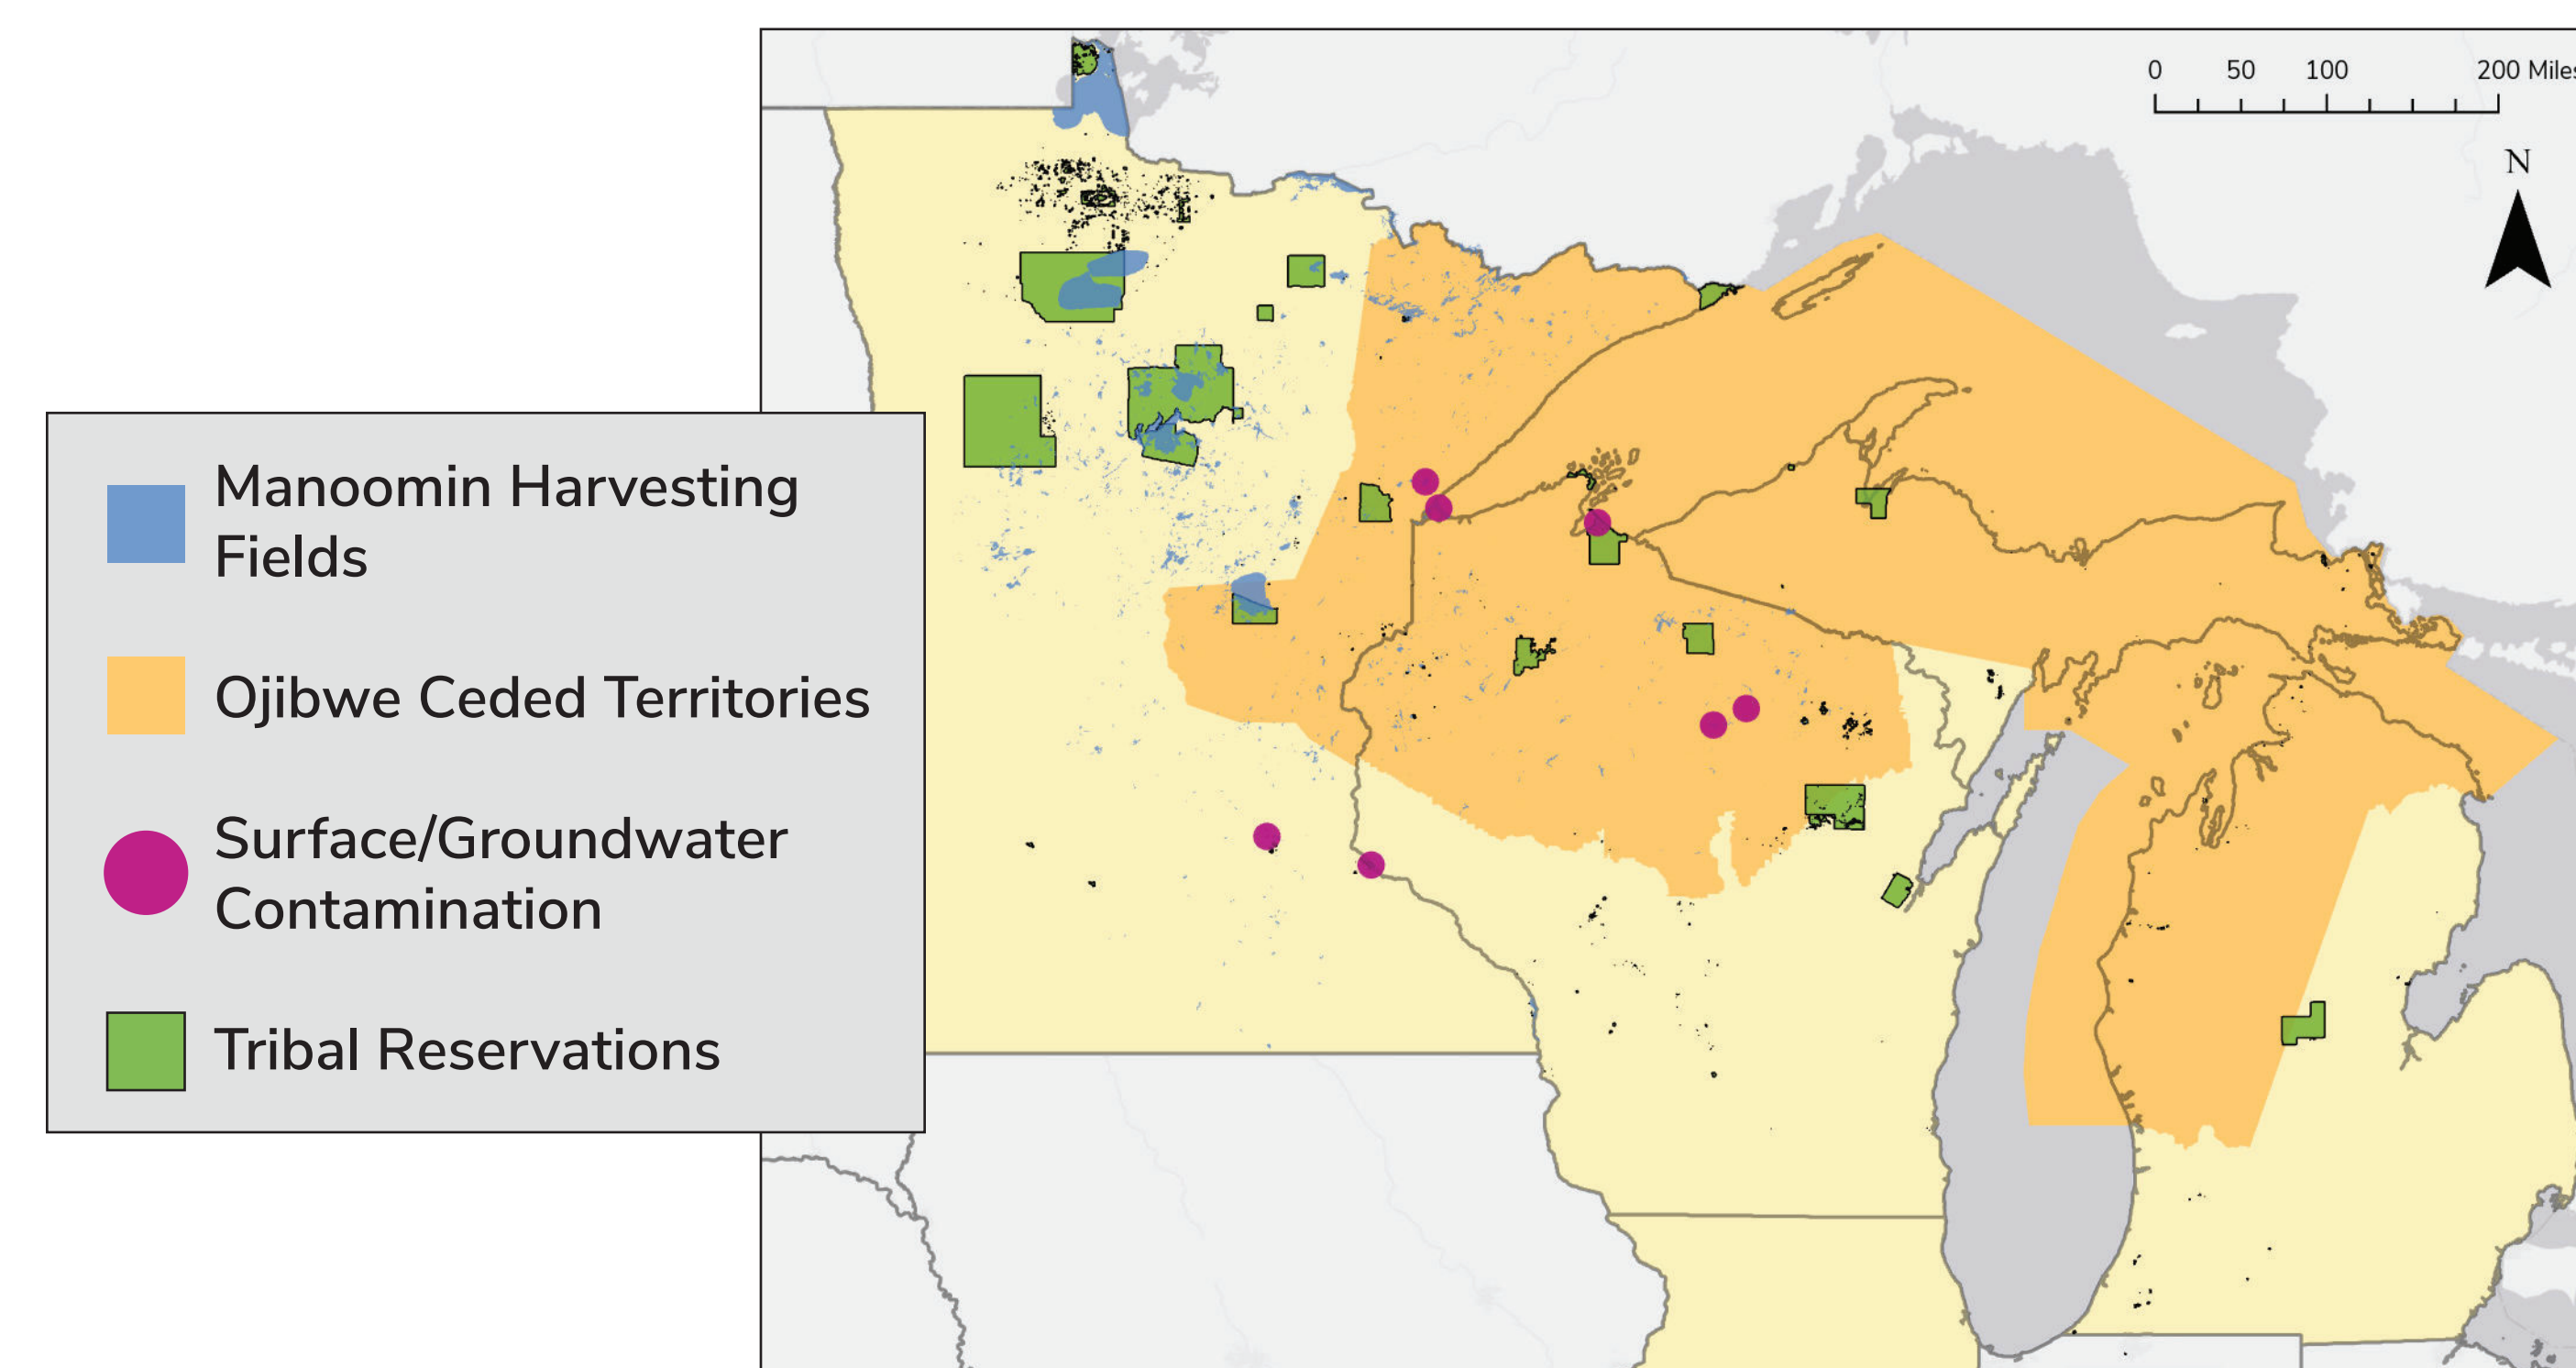 0 50 100 200 Miles
N
Manoomin Harvesting
Fields
Ojibwe Ceded Territories
Surface/Groundwater
Contamination
Tribal Reservations